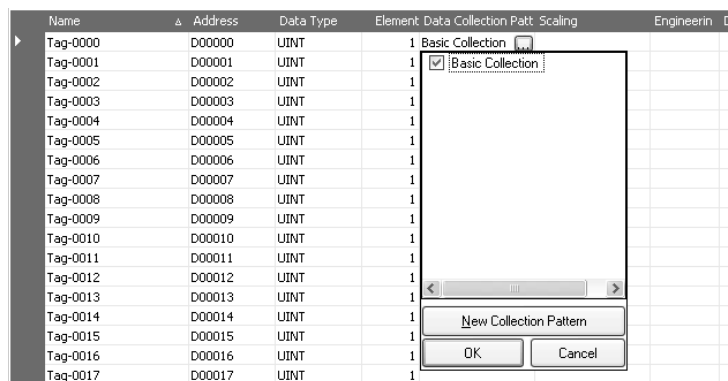 Name Address Data Type Element Data Collection Patt Scaling Engineerin D
Tag-0000 D00000 UINT 1 Basic Collection ...
Tag-0001 D00001 UINT 1 Basic Collection
Tag-0002 D00002 UINT 1
Tag-0003 D00003 UINT 1
Tag-0004 D00004 UINT 1
Tag-0005 D00005 UINT 1
Tag-0006 D00006 UINT 1
Tag-0007 D00007 UINT 1
Tag-0008 D00008 UINT 1
Tag-0009 D00009 UINT 1
Tag-0010 D00010 UINT 1
Tag-0011 D00011 UINT 1
Tag-0012 D00012 UINT 1
Tag-0013 D00013 UINT 1
Tag-0014 D00014 UINT 1 New Collection Pattern
Tag-0015 D00015 UINT 1
Tag-0016 D00016 UINT 1 OK Cancel
Tag-0017 D00017 UINT 1